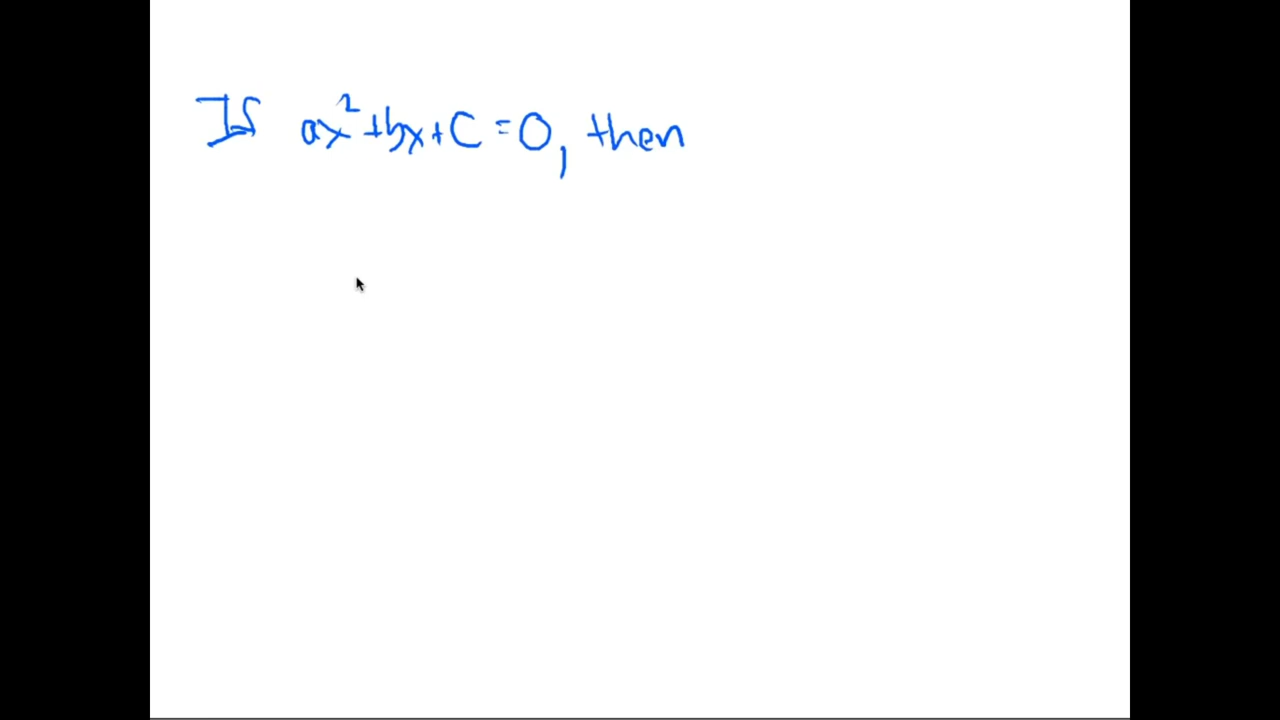 If ax²+bx+c=0, then